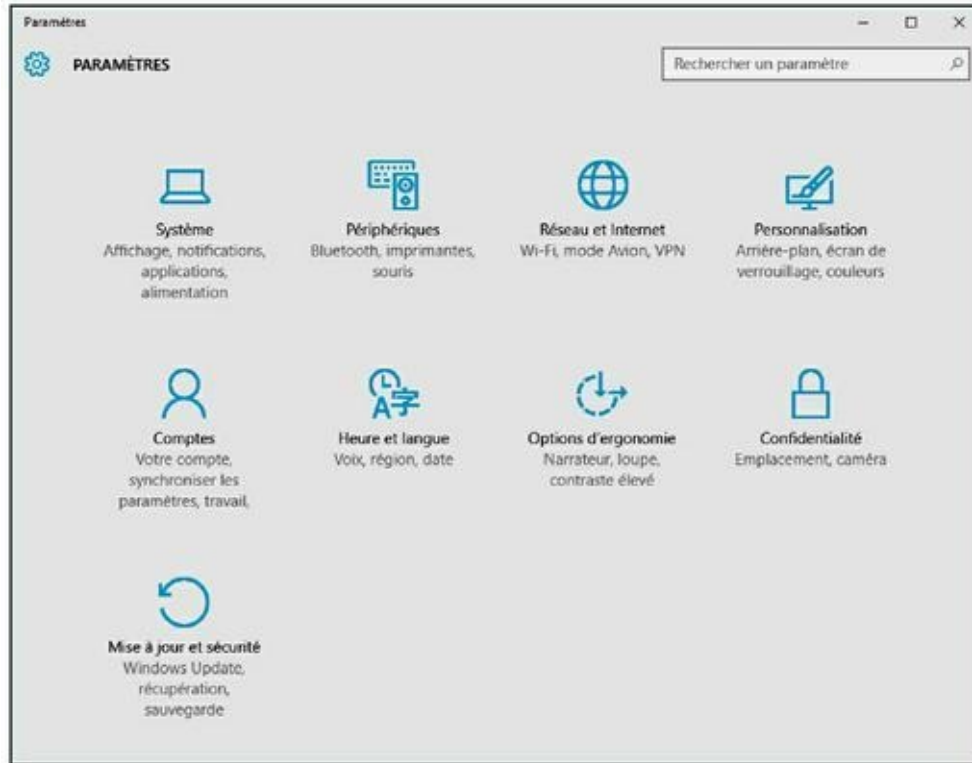 Paramètres
PARAMÈTRES
Rechercher un paramètre
Système
Affichage, notifications,
applications,
alimentation
Périphériques
Bluetooth, imprimantes,
souris
Réseau et Internet
Wi-Fi, mode Avion, VPN
Personnalisation
Arrière-plan, écran de
verrouillage, couleurs
Comptes
Votre compte,
synchroniser les
paramètres, travail,
Heure et langue
Voix, région, date
Options d'ergonomie
Narrateur, loupe,
contraste élevé
Confidentialité
Emplacement, caméra
Mise à jour et sécurité
Windows Update,
récupération,
sauvegarde